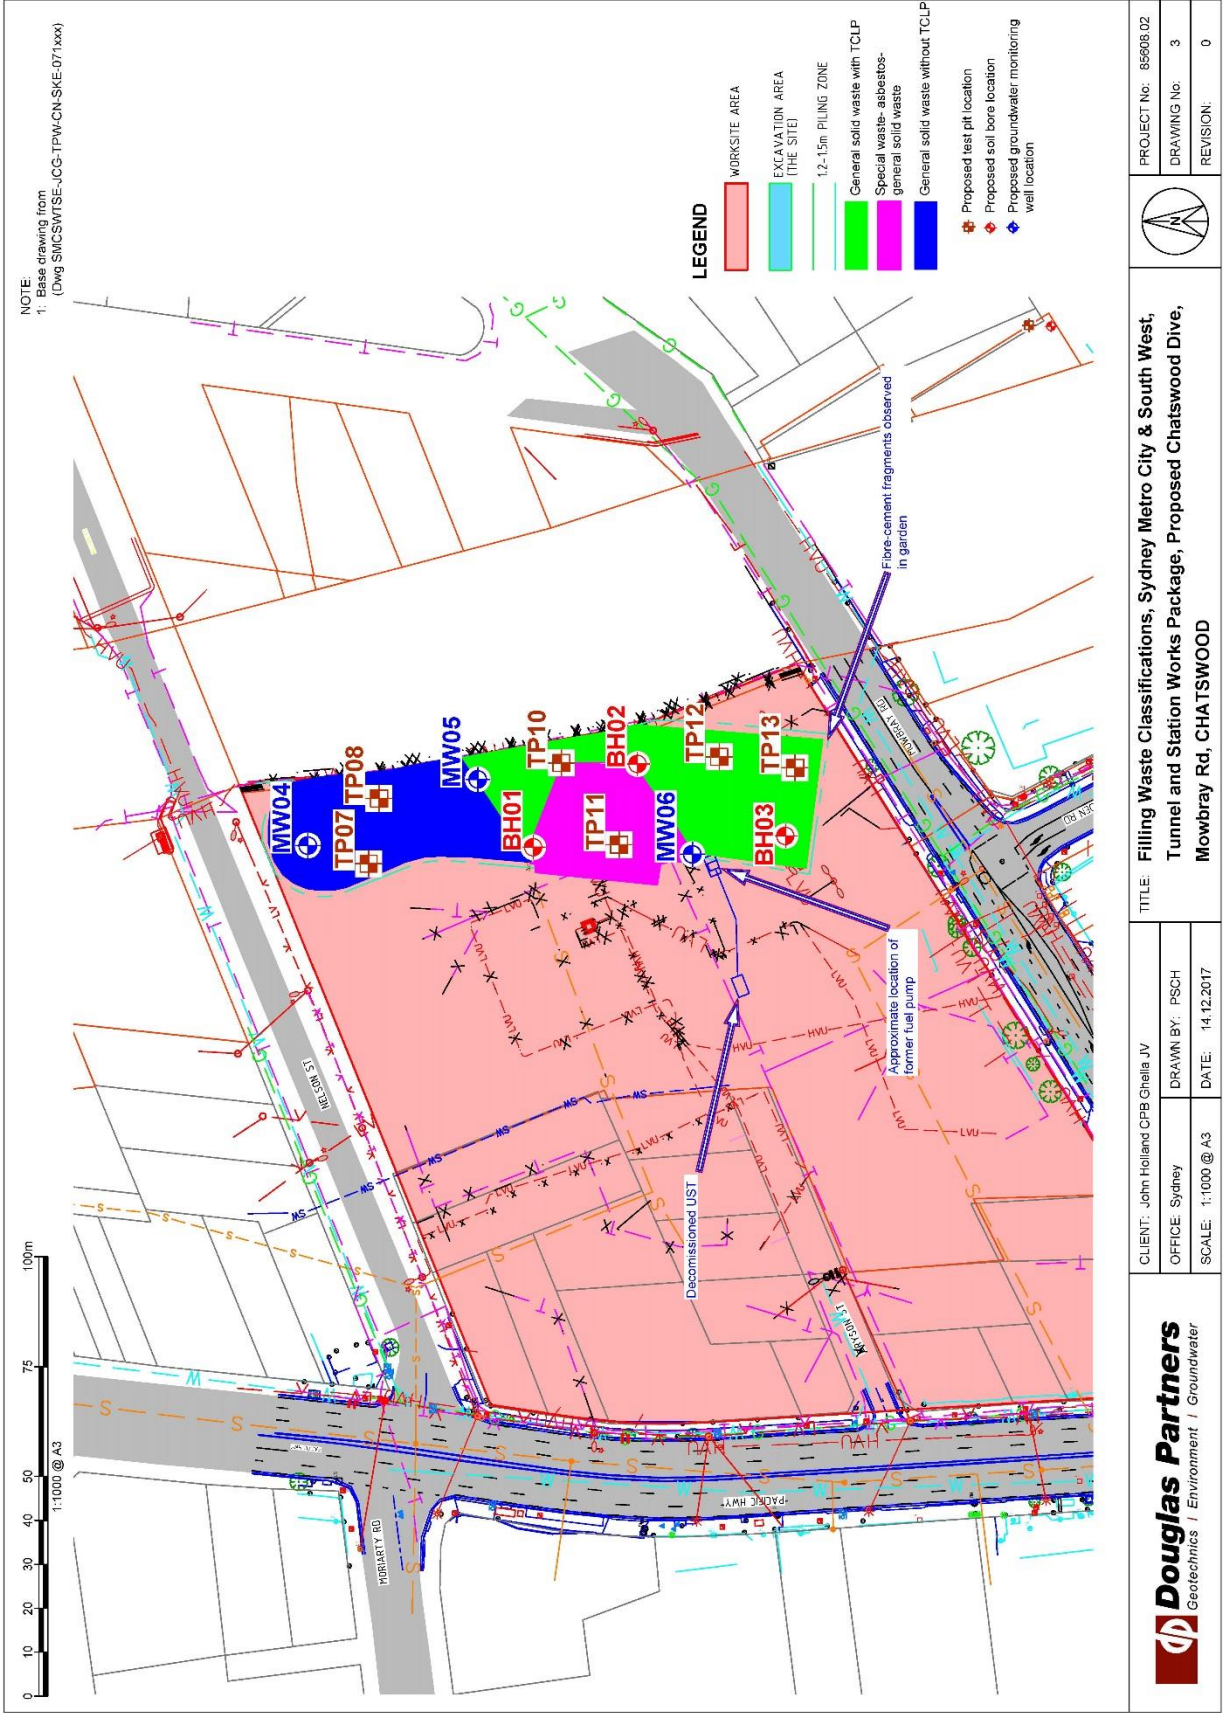 NOTE:
1: Base drawing from
(Dwg SMCSWTSE-JCG-TPW-CN-SKE-071xxx)
LEGEND
WORKSITE AREA
EXCAVATION AREA
(THE SITE)
1.2-1.5m PILING ZONE
General solid waste with TCLP
Special waste- asbestos-
general solid waste
General solid waste without TCLP
Proposed test pit location
Proposed soil bore location
Proposed groundwater monitoring
well location
MW04
TP07
TP08
MW05
BH01
TP10
BH02
TP11
MW06
TP12
BH03
TP13
Fibre-cement fragments observed
in garden
Approximate location of
former fuel pump
Decomissioned UST
NELSON ST
MOWBRAY RD
MORIARTY RD
PACIFIC HWY
0 10 20 30 40 50 75 100m
1:1000 @ A3
Douglas Partners
Geotechnics | Environment | Groundwater
CLIENT: John Holland CPB Ghella JV
OFFICE: Sydney
DRAWN BY: PSCH
SCALE: 1:1000 @ A3
DATE: 14.12.2017
TITLE: Filling Waste Classifications, Sydney Metro City & South West,
Tunnel and Station Works Package, Proposed Chatswood Dive,
Mowbray Rd, CHATSWOOD
N
PROJECT No: 85608.02
DRAWING No: 3
REVISION: 0